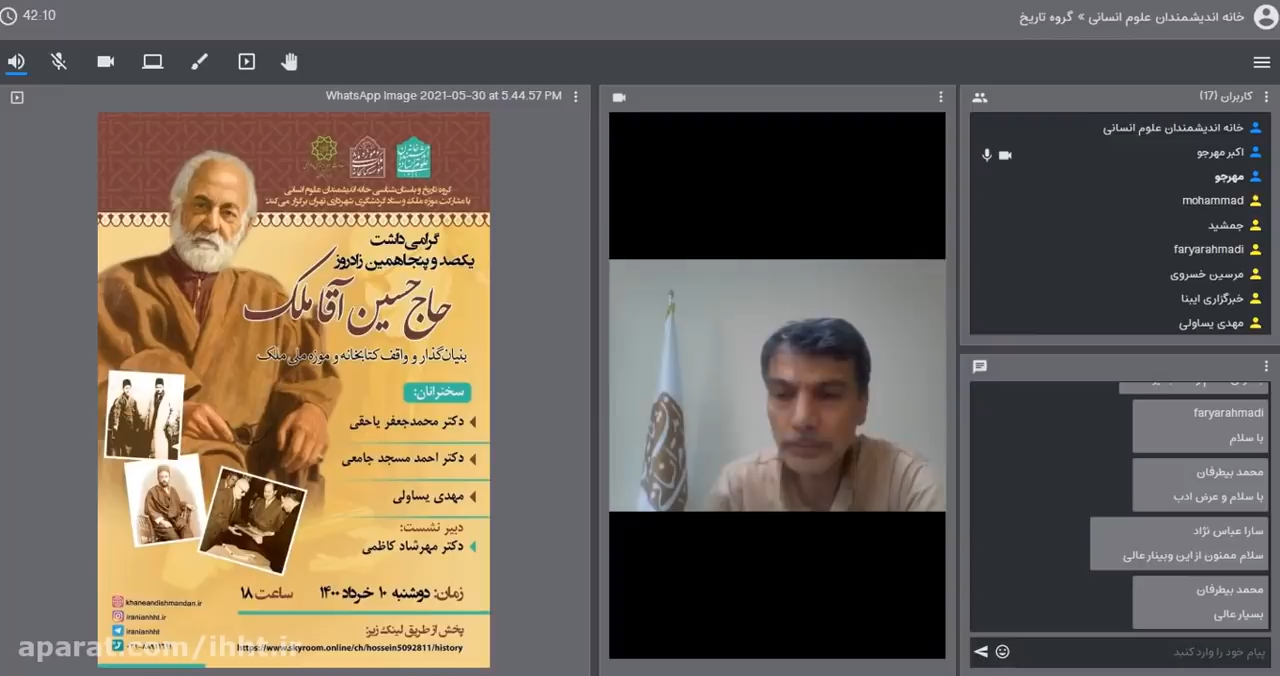 42:10
خانه اندیشمندان علوم انسانی » گروه تاریخ
WhatsApp Image 2021-05-30 at 5.44.57 PM
گروه تاریخ و باستان‌شناسی خانه اندیشمندان علوم انسانی
با مشارکت موزه ملک و ستاد گردشگری شهرداری تهران برگزار می‌کند:
گرامی‌داشت
یکصد و پنجاهمین زادروز
حاج حسین آقا ملک
بنیان‌گذار و واقف کتابخانه و موزه ملی ملک
سخنرانان:
دکتر محمدجعفر یاحقی
دکتر احمد مسجد جامعی
مهدی یساولی
دبیر نشست:
دکتر مهرشاد کاظمی
زمان: دوشنبه ۱۰ خرداد ۱۴۰۰ ساعت ۱۸
پخش از طریق لینک زیر:
https://www.skyroom.online/ch/hossein5092811/history
khaneandishmandan.ir
iranianhht.ir
iranianhht
aparat.com/ihht.ir
کاربران (17)
خانه اندیشمندان علوم انسانی
اکبر مهرجو
مهرجو
mohammad
جمشید
faryarahmadi
مرسین خسروی
خبرگزاری ایبنا
مهدی یساولی
faryarahmadi
با سلام
محمد بیطرفان
با سلام و عرض ادب
سارا عباس نژاد
سلام ممنون از این وبینار عالی
محمد بیطرفان
بسیار عالی
پیام خود را وارد کنید